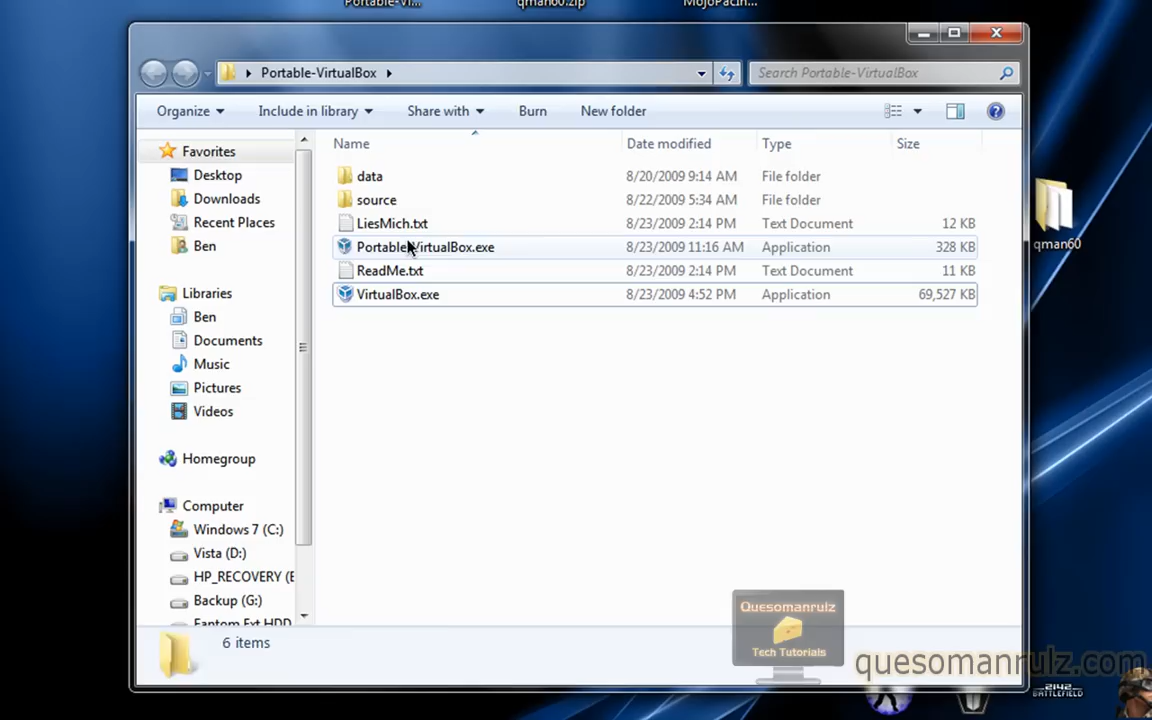 Portable-Vi... qman60.zip MojoPacIn...
Portable-VirtualBox
Search Portable-VirtualBox
Organize Include in library Share with Burn New folder
Name Date modified Type Size
Favorites
Desktop
Downloads
Recent Places
Ben
Libraries
Ben
Documents
Music
Pictures
Videos
Homegroup
Computer
Windows 7 (C:)
Vista (D:)
HP_RECOVERY (E
Backup (G:)
Fantom Ext HDD
data 8/20/2009 9:14 AM File folder
source 8/22/2009 5:34 AM File folder
LiesMich.txt 8/23/2009 2:14 PM Text Document 12 KB
Portable-VirtualBox.exe 8/23/2009 11:16 AM Application 328 KB
ReadMe.txt 8/23/2009 2:14 PM Text Document 11 KB
VirtualBox.exe 8/23/2009 4:52 PM Application 69,527 KB
qman60
6 items
Quesomanrulz
Tech Tutorials
quesomanrulz.com
2142
BATTLEFIELD